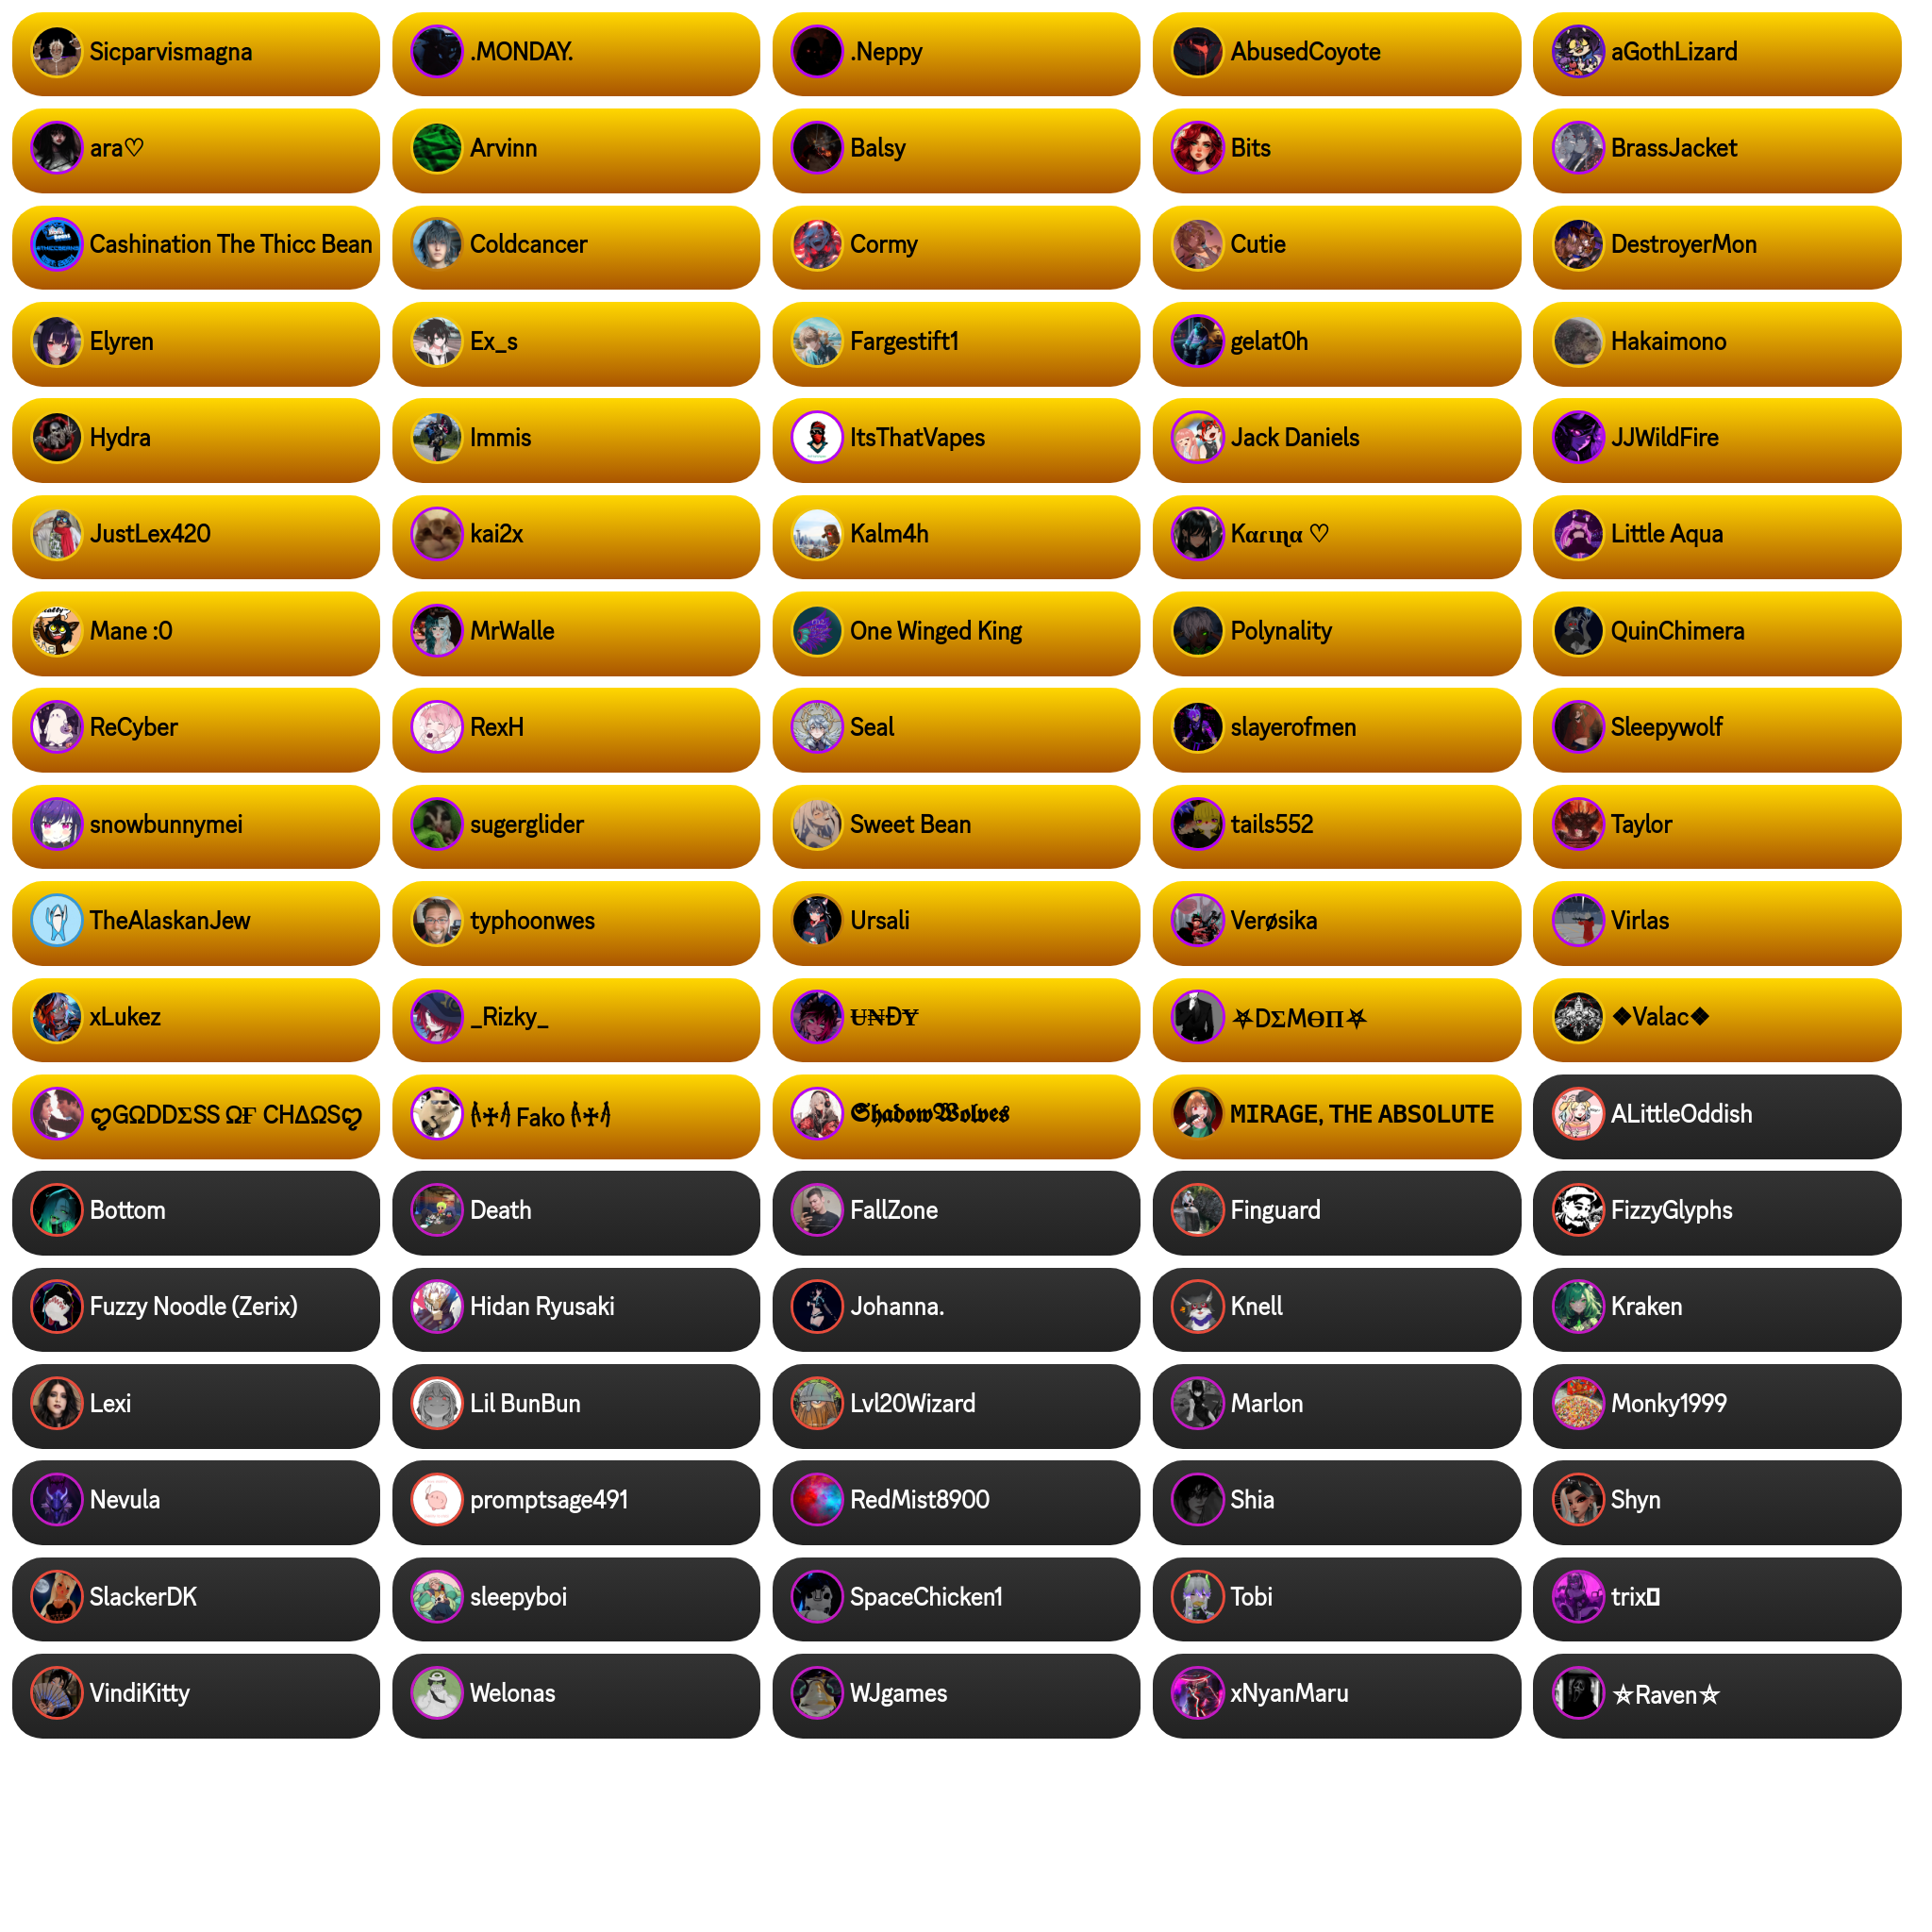 Sicparvismagna
.MONDAY.
.Neppy
AbusedCoyote
aGothLizard
ara♡
Arvinn
Balsy
Bits
BrassJacket
Cashination The Thicc Bean
Coldcancer
Cormy
Cutie
DestroyerMon
Elyren
Ex_s
Fargestift1
gelat0h
Hakaimono
Hydra
Immis
ItsThatVapes
Jack Daniels
JJWildFire
JustLex420
kai2x
Kalm4h
Kαɾιɳα ♡
Little Aqua
Mane :0
MrWalle
One Winged King
Polynality
QuinChimera
ReCyber
RexH
Seal
slayerofmen
Sleepywolf
snowbunnymei
sugerglider
Sweet Bean
tails552
Taylor
TheAlaskanJew
typhoonwes
Ursali
Verøsika
Virlas
xLukez
_Rizky_
Ʉ₦ĐɎ
⛧DΣMӨП⛧
❖Valac❖
ღGΩDDΣSS ΩҒ CHΔΩSღ
Fako
𝕾𝖍𝖆𝖉𝖔𝖜𝖂𝖔𝖑𝖛𝖊𝖘
MIRAGE, THE ABSOLUTE
ALittleOddish
Bottom
Death
FallZone
Finguard
FizzyGlyphs
Fuzzy Noodle (Zerix)
Hidan Ryusaki
Johanna.
Knell
Kraken
Lexi
Lil BunBun
Lvl20Wizard
Marlon
Monky1999
Nevula
promptsage491
RedMist8900
Shia
Shyn
SlackerDK
sleepyboi
SpaceChicken1
Tobi
trix
VindiKitty
Welonas
WJgames
xNyanMaru
⛤Raven⛤